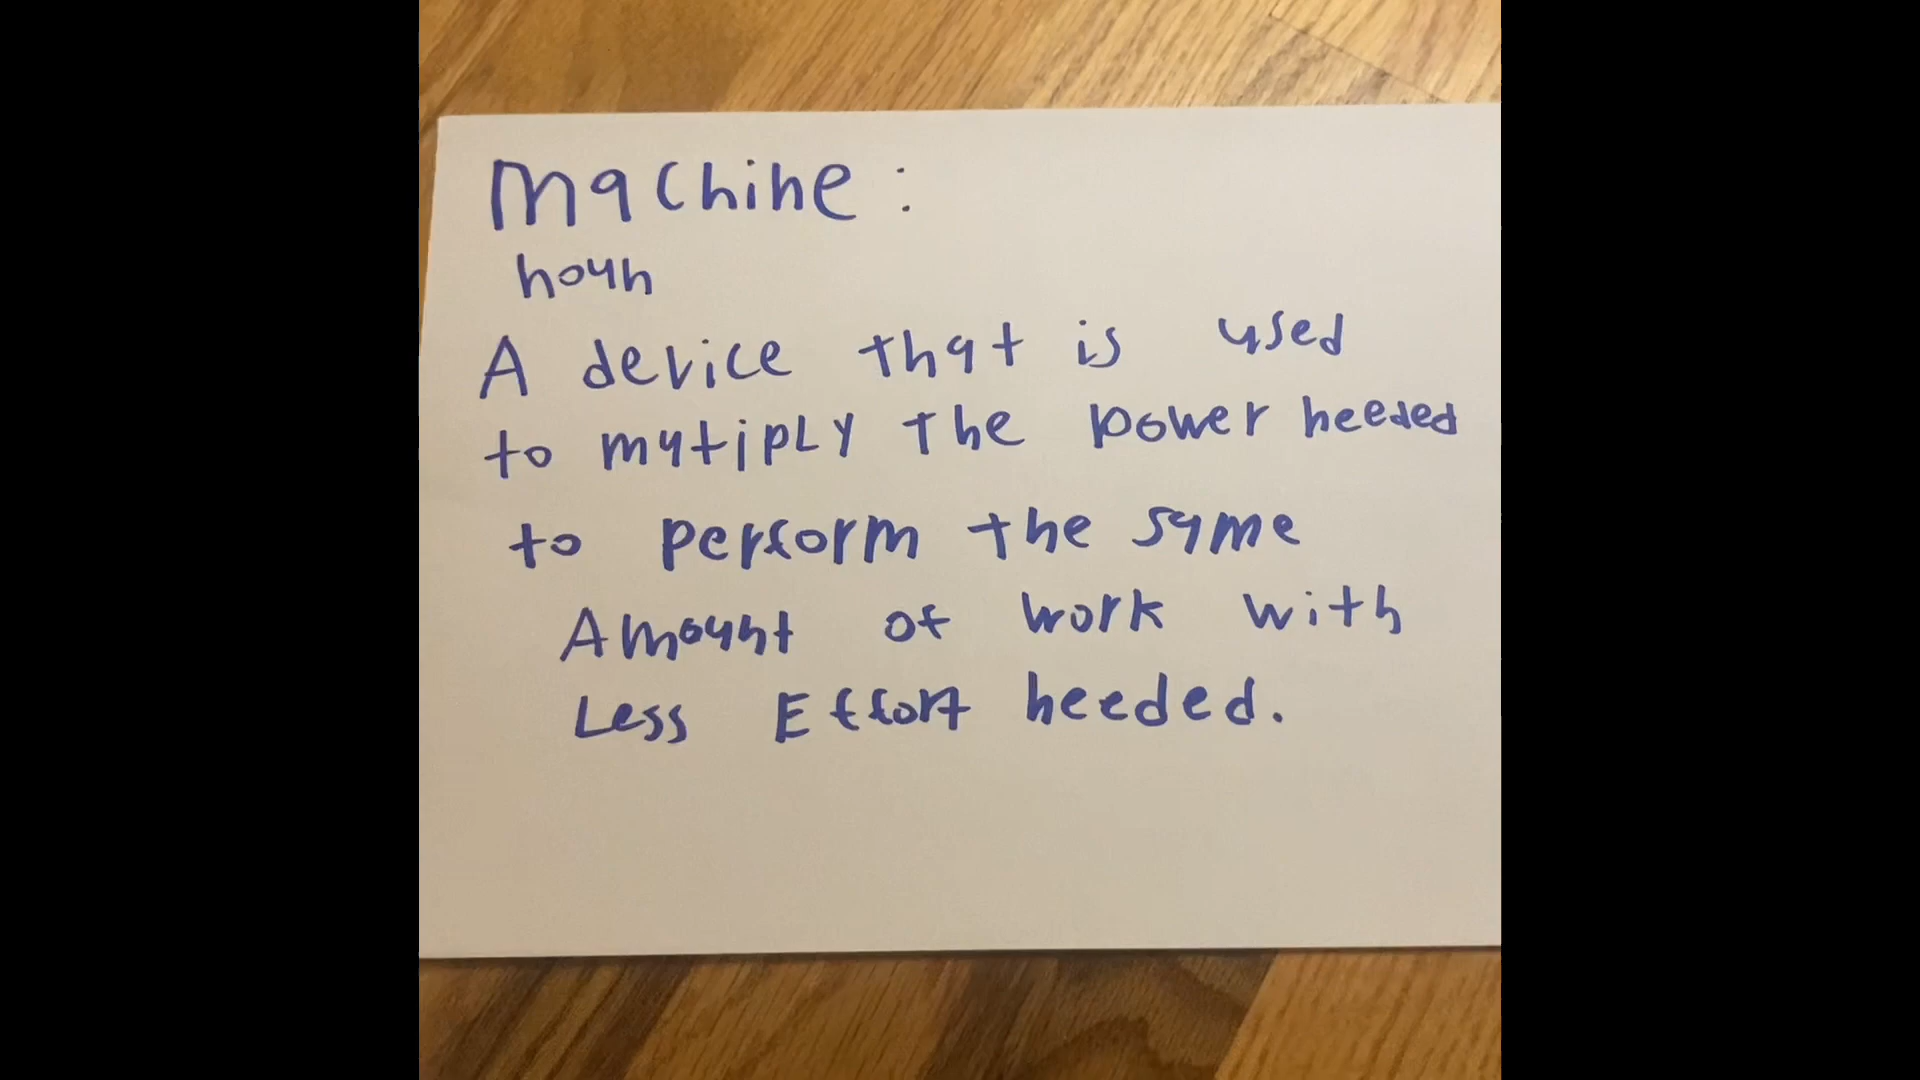 Machine:
noun
A device that is used
to mutiply the power needed
to perform the same
Amount of work with
Less Effort needed.